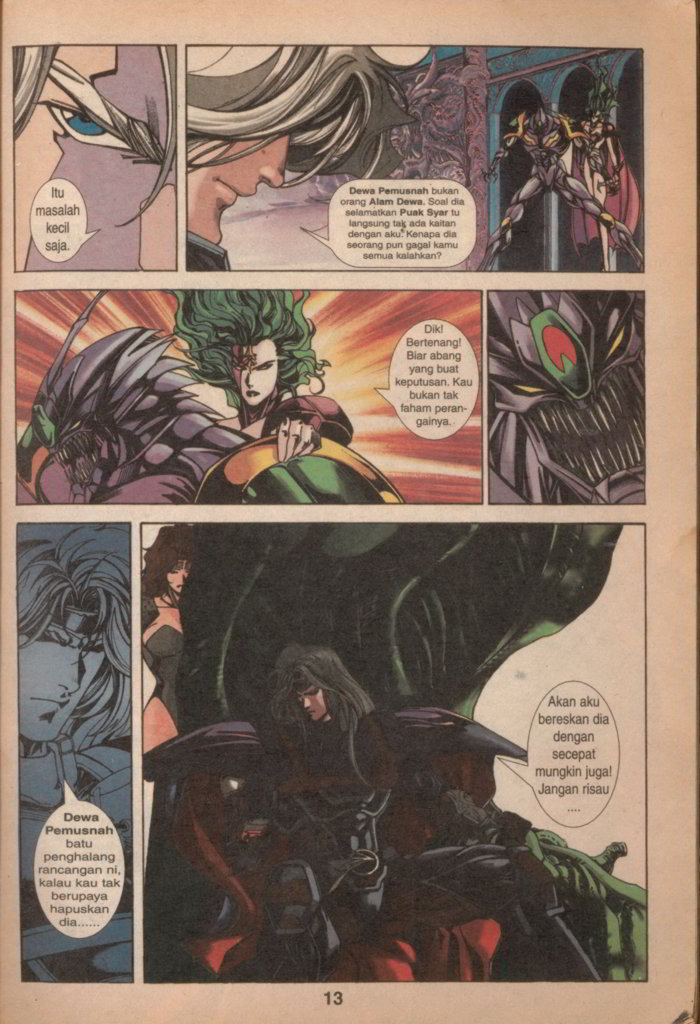 Itu
masalah
kecil
saja.
Dewa Pemusnah bukan
orang Alam Dewa. Soal dia
selamatkan Puak Syar tu
langsung tak ada kaitan
dengan aku! Kenapa dia
seorang pun gagal kamu
semua kalahkan?
Dik!
Bertenang!
Biar abang
yang buat
keputusan. Kau
bukan tak
faham peran-
gainya.
Dewa
Pemusnah
batu
penghalang
rancangan ni,
kalau kau tak
berupaya
hapuskan
dia......
Akan aku
bereskan dia
dengan
secepat
mungkin juga!
Jangan risau
....
13